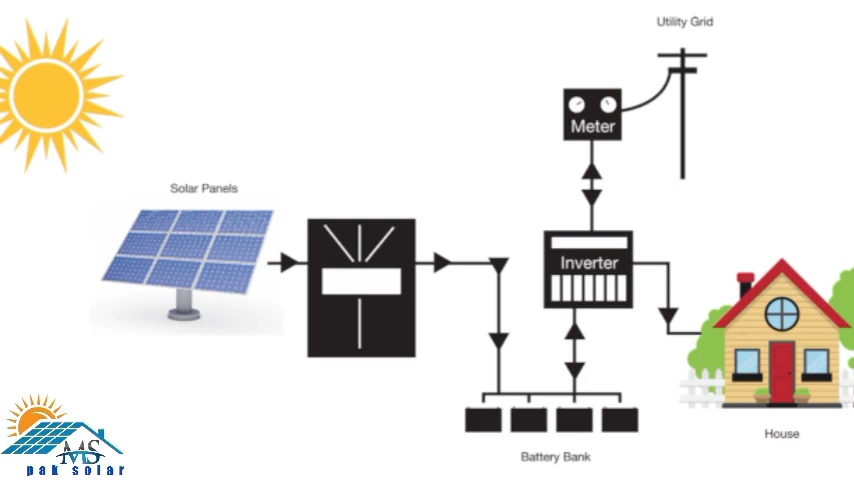 Utility Grid
Meter
Solar Panels
Inverter
Battery Bank
House
MS
pak solar